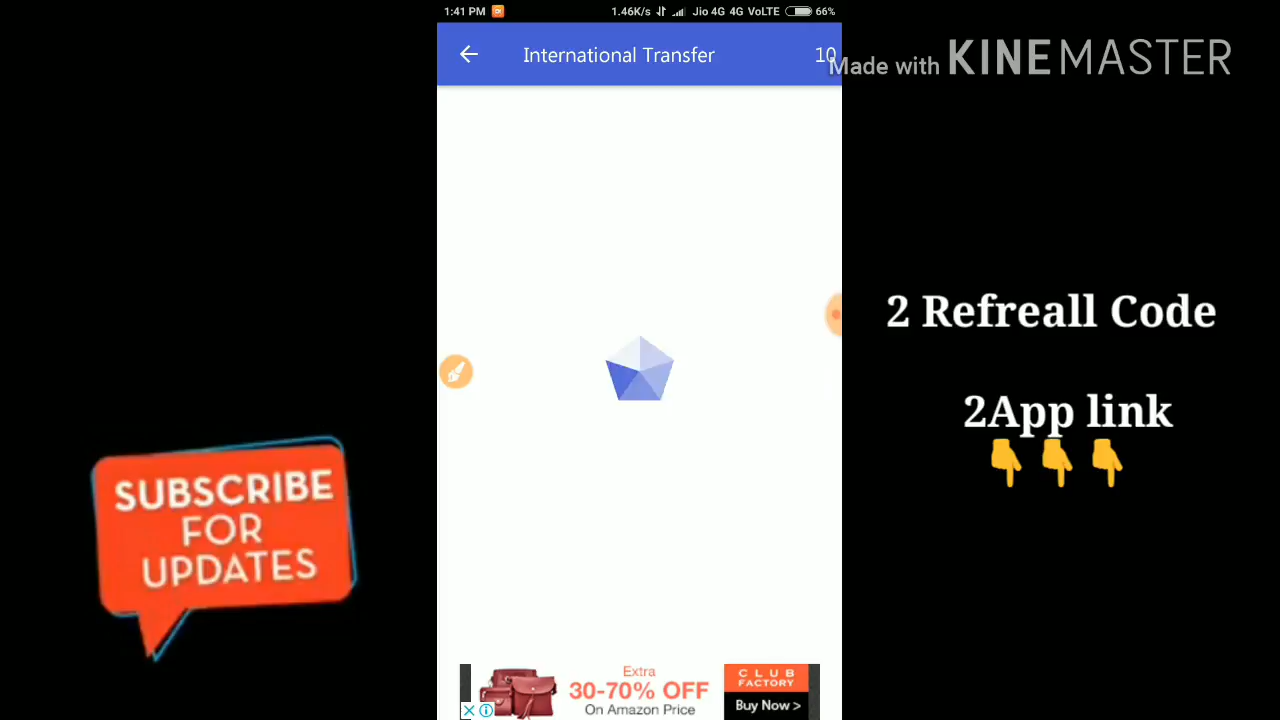 1:41 PM
1.46K/s
Jio 4G 4G VoLTE
66%
International Transfer
10
Made with KINEMASTER
2 Refreall Code
2App link
👇👇👇
SUBSCRIBE
FOR
UPDATES
Extra
30-70% OFF
On Amazon Price
CLUB
FACTORY
Buy Now >